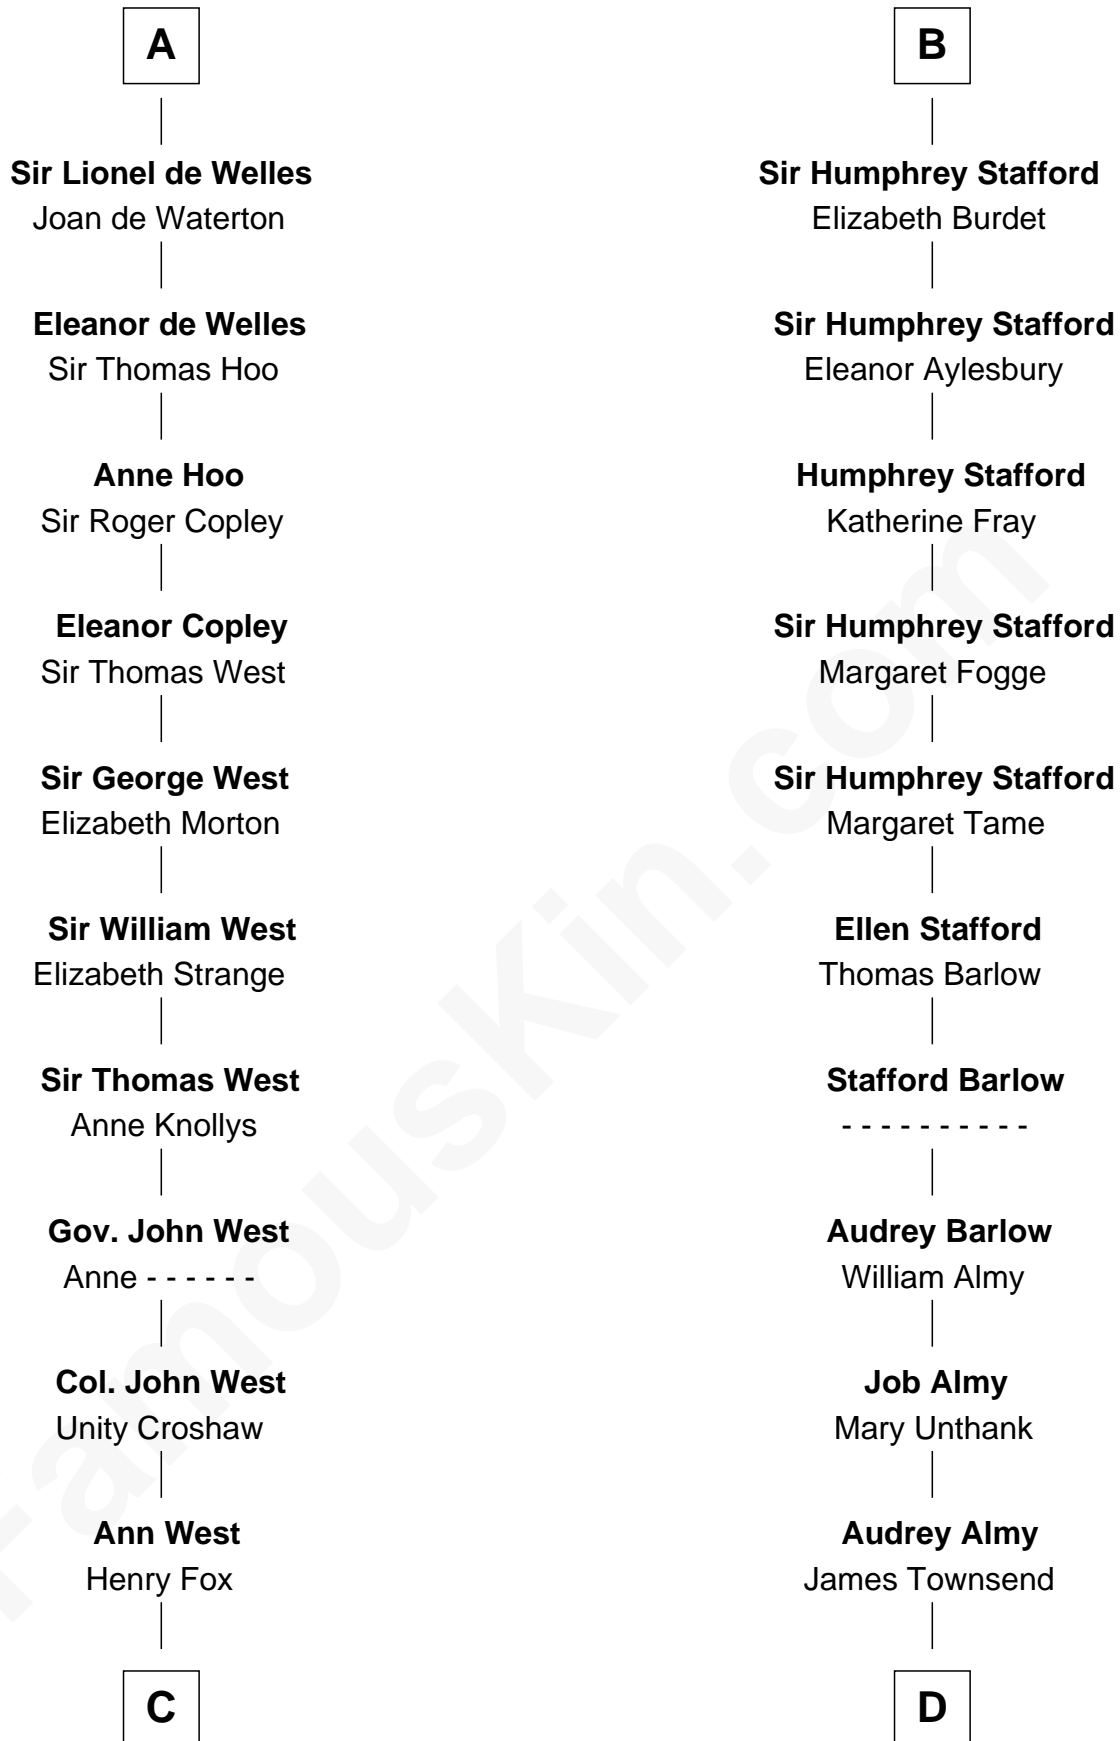 A
Sir Lionel de Welles
Joan de Waterton
Eleanor de Welles
Sir Thomas Hoo
Anne Hoo
Sir Roger Copley
Eleanor Copley
Sir Thomas West
Sir George West
Elizabeth Morton
Sir William West
Elizabeth Strange
Sir Thomas West
Anne Knollys
Gov. John West
Anne - - - - - -
Col. John West
Unity Croshaw
Ann West
Henry Fox
C
B
Sir Humphrey Stafford
Elizabeth Burdet
Sir Humphrey Stafford
Eleanor Aylesbury
Humphrey Stafford
Katherine Fray
Sir Humphrey Stafford
Margaret Fogge
Sir Humphrey Stafford
Margaret Tame
Ellen Stafford
Thomas Barlow
Stafford Barlow
- - - - - - - - - -
Audrey Barlow
William Almy
Job Almy
Mary Unthank
Audrey Almy
James Townsend
D
FamousKin.com